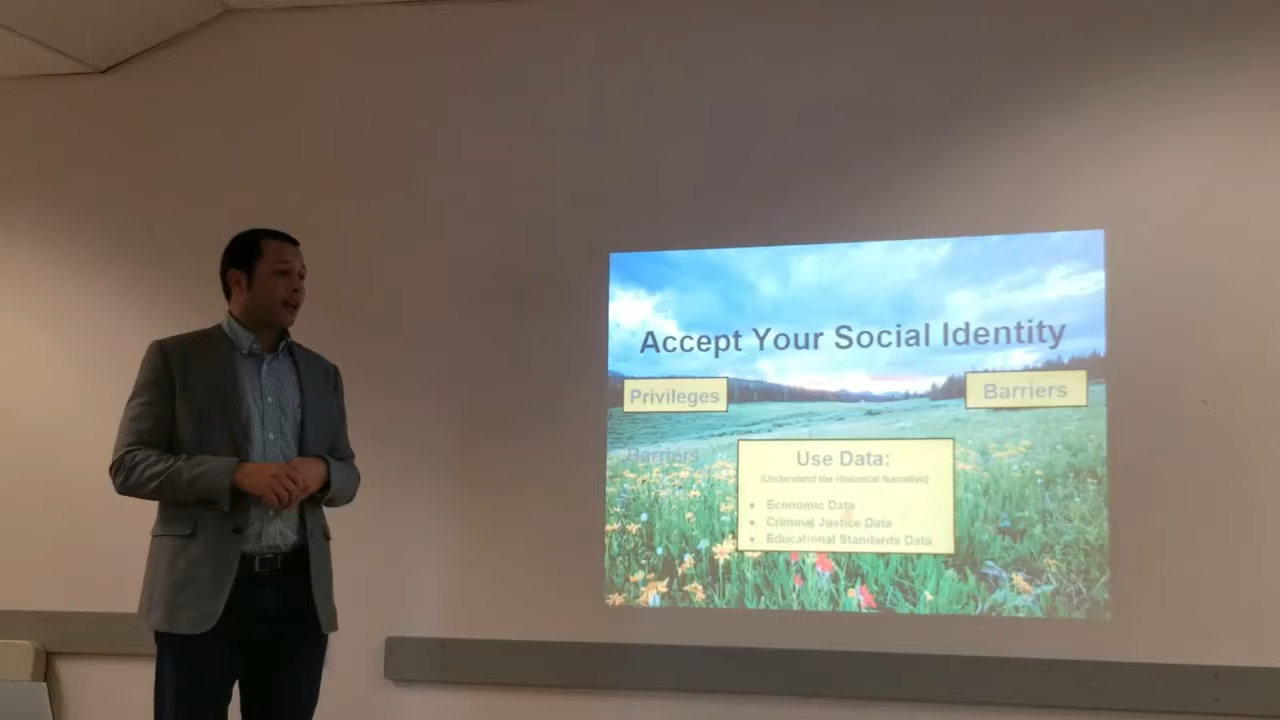 Accept Your Social Identity
Privileges
Barriers
Barriers
Use Data:
(Understand the Historical Narrative)
• Economic Data
• Criminal Justice Data
• Educational Standards Data